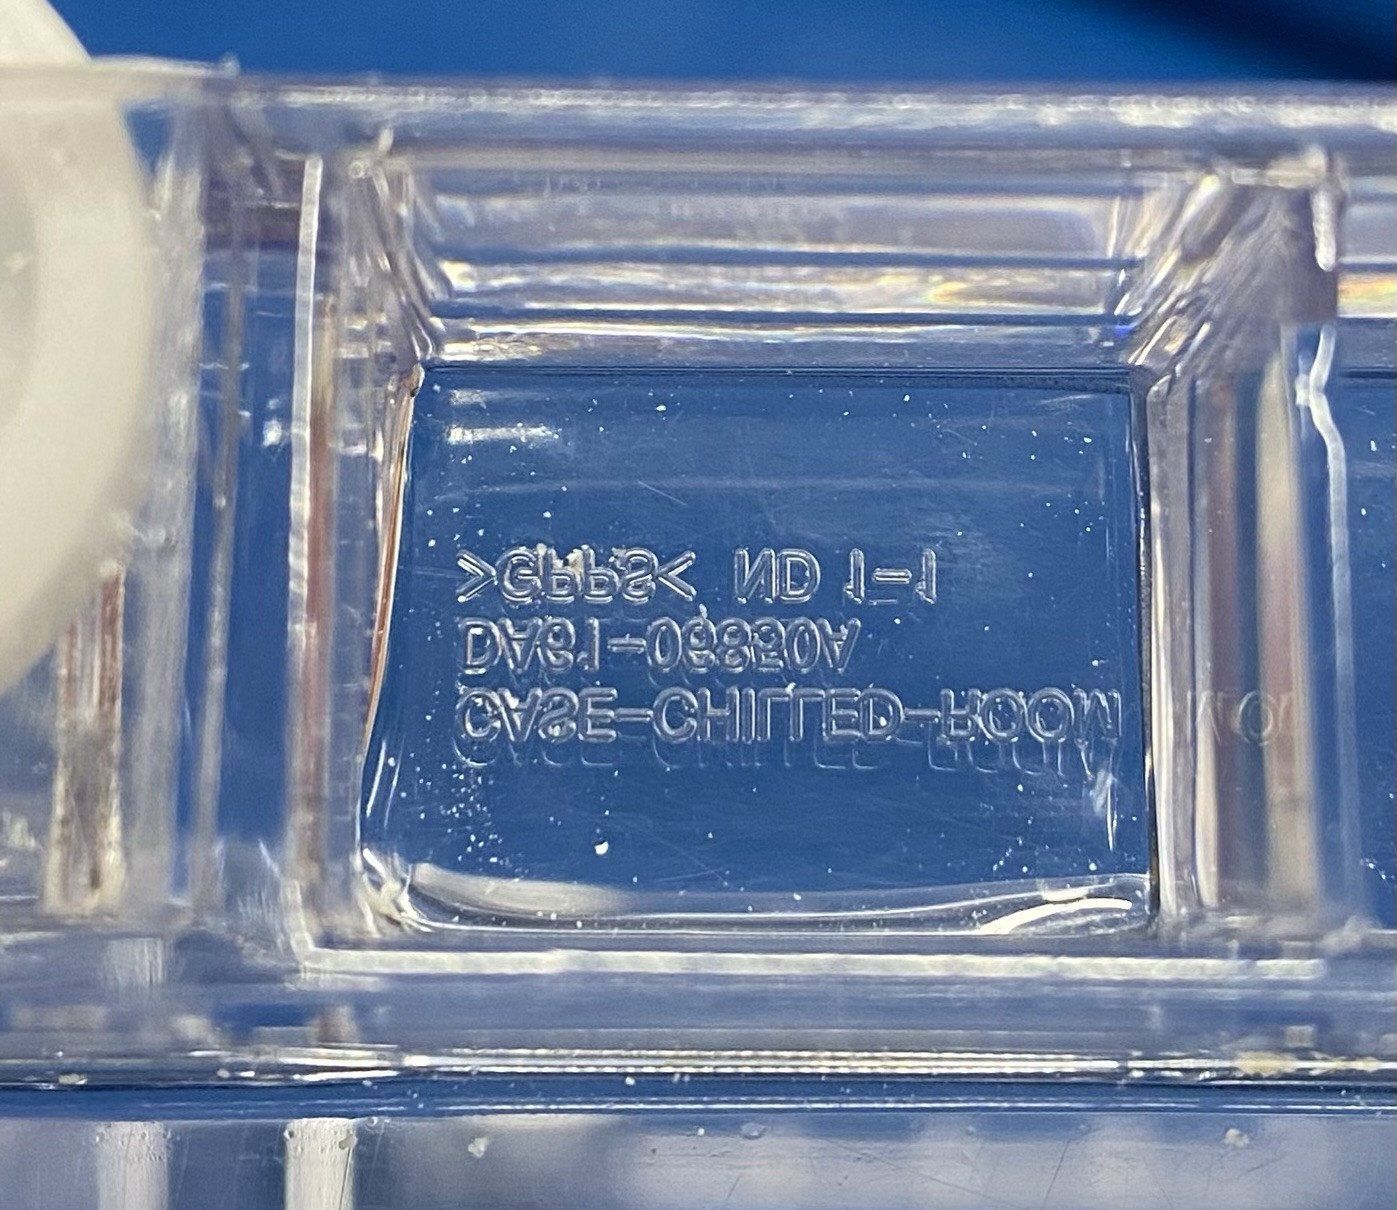 CASE-CHILLED-ROOM
DA61-06830A
>GPPS< ND 1-1